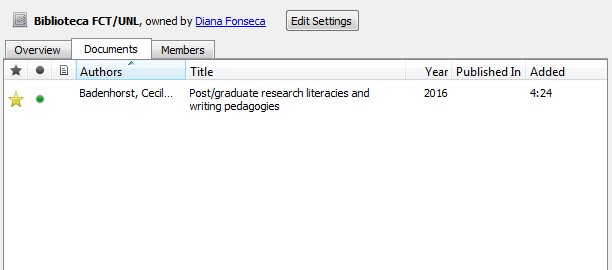 Biblioteca FCT/UNL, owned by Diana Fonseca Edit Settings
Overview Documents Members
Authors Title Year Published In Added
Badenhorst, Cecil... Post/graduate research literacies and 2016 4:24
writing pedagogies